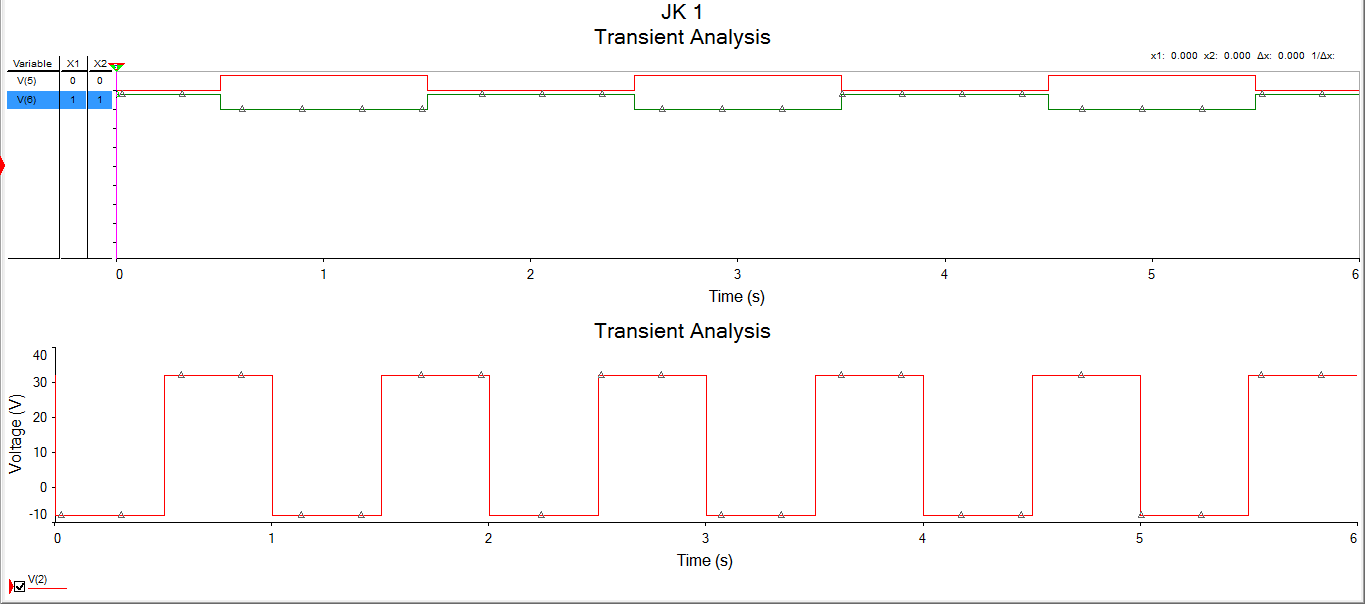 JK 1
Transient Analysis
x1: 0.000 x2: 0.000 Δx: 0.000 1/Δx:
Variable X1 X2
V(5) 0 0
V(6) 1 1
0 1 2 3 4 5 6
Time (s)
Transient Analysis
40
30
20
10
0
-10
Voltage (V)
0 1 2 3 4 5 6
Time (s)
V(2)